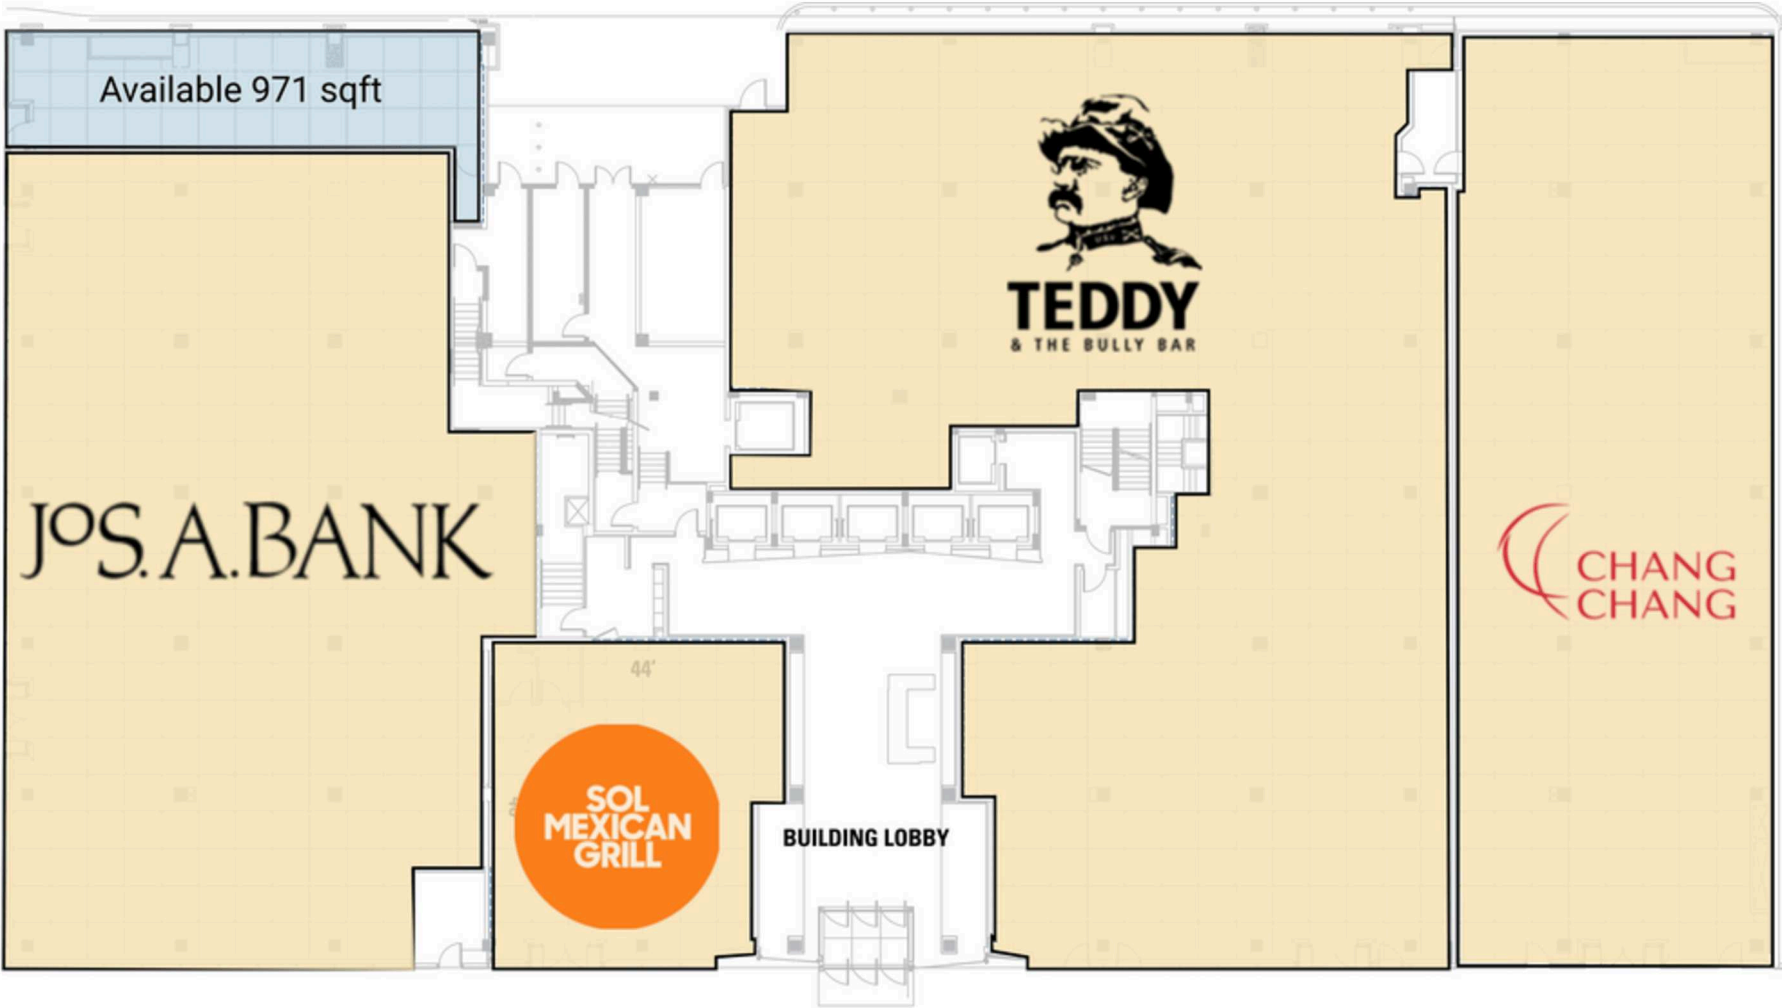 Available 971 sqft
TEDDY
& THE BULLY BAR
JoS. A. BANK
CHANG
CHANG
44'
SOL
MEXICAN
GRILL
BUILDING LOBBY